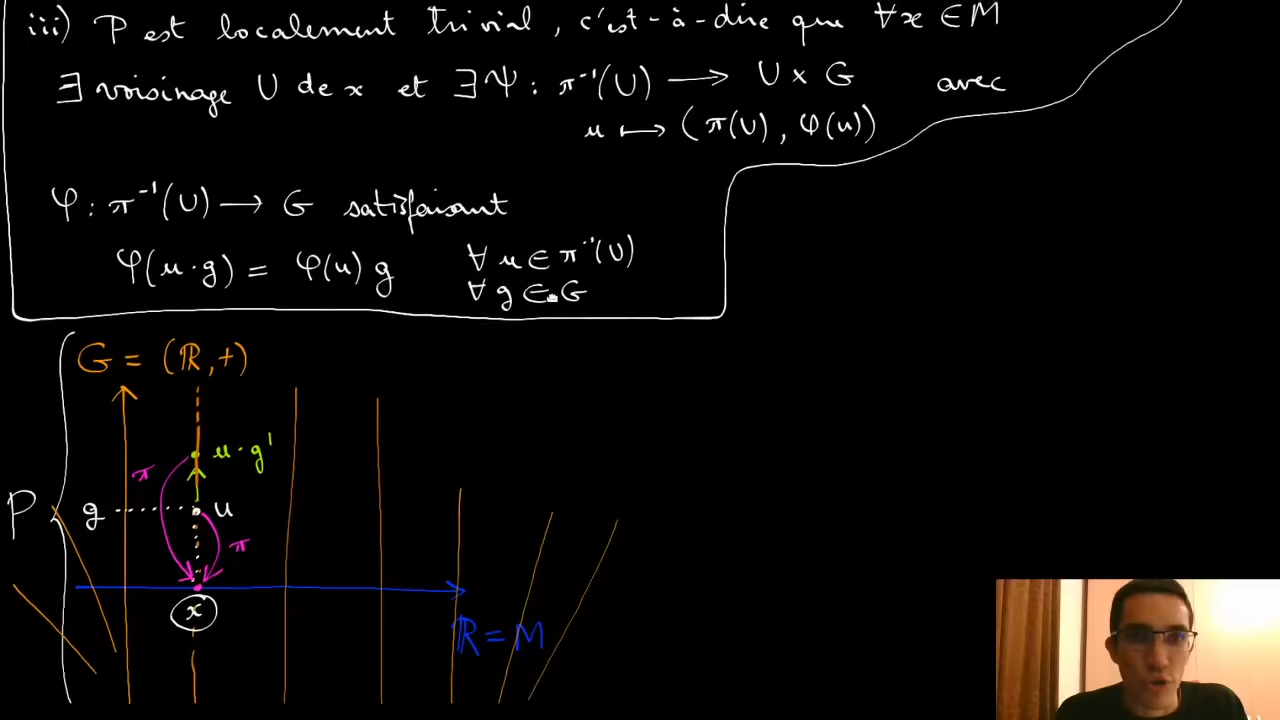 iii) P est localement trivial, c'est-à-dire que ∀x ∈ M
∃ voisinage U de x et ∃Ψ : π⁻¹(U) ⟶ U × G avec
u ⟼ (π(U), φ(u))
φ : π⁻¹(U) ⟶ G satisfaisant
φ(u·g) = φ(u) g ∀ u ∈ π⁻¹(U)
∀ g ∈ G
G = (ℝ,+)
π u·g'
P g u
π
x
ℝ = M